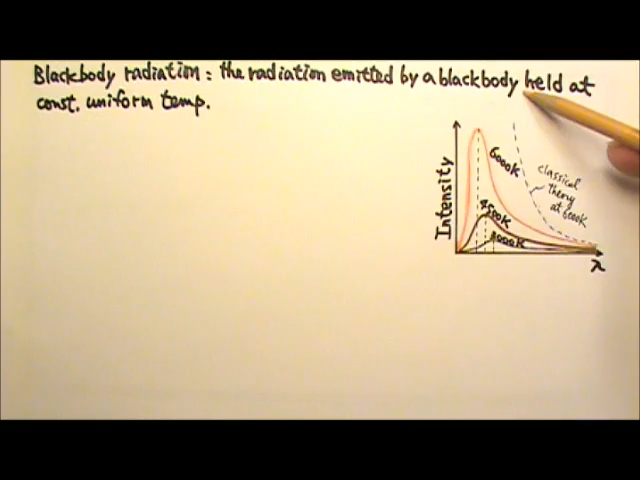 Blackbody radiation : the radiation emitted by a blackbody held at
const. uniform temp.
Intensity
6000K
classical
theory
at 6000K
4500K
3000K
λ